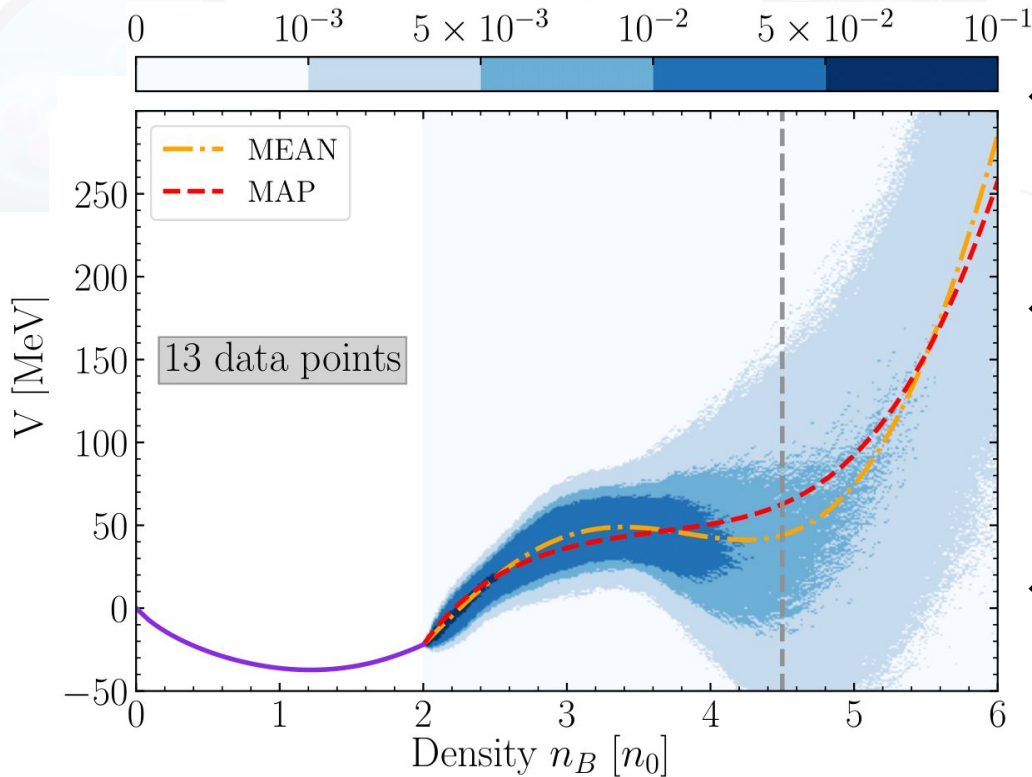 0 10⁻³ 5 × 10⁻³ 10⁻² 5 × 10⁻² 10⁻¹
MEAN
MAP
250
200
150
100
50
0
−50
V [MeV]
13 data points
0 1 2 3 4 5 6
Density n_B [n_0]